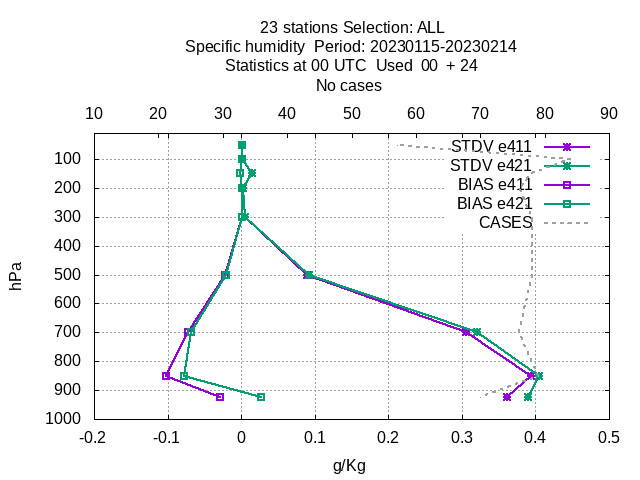 23 stations Selection: ALL
Specific humidity  Period: 20230115-20230214
Statistics at 00 UTC  Used  00  + 24
No cases
10 20 30 40 50 60 70 80 90
STDV e411
STDV e421
BIAS e411
BIAS e421
CASES
hPa
100
200
300
400
500
600
700
800
900
1000
-0.2 -0.1 0 0.1 0.2 0.3 0.4 0.5
g/Kg